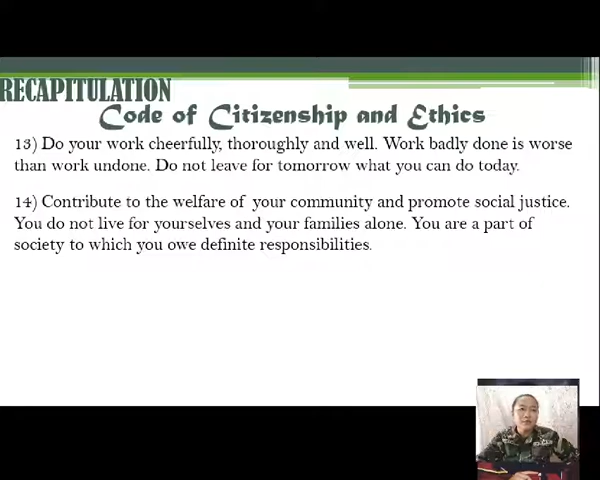 RECAPITULATION
Code of Citizenship and Ethics
13) Do your work cheerfully, thoroughly and well. Work badly done is worse
than work undone. Do not leave for tomorrow what you can do today.
14) Contribute to the welfare of your community and promote social justice.
You do not live for yourselves and your families alone. You are a part of
society to which you owe definite responsibilities.